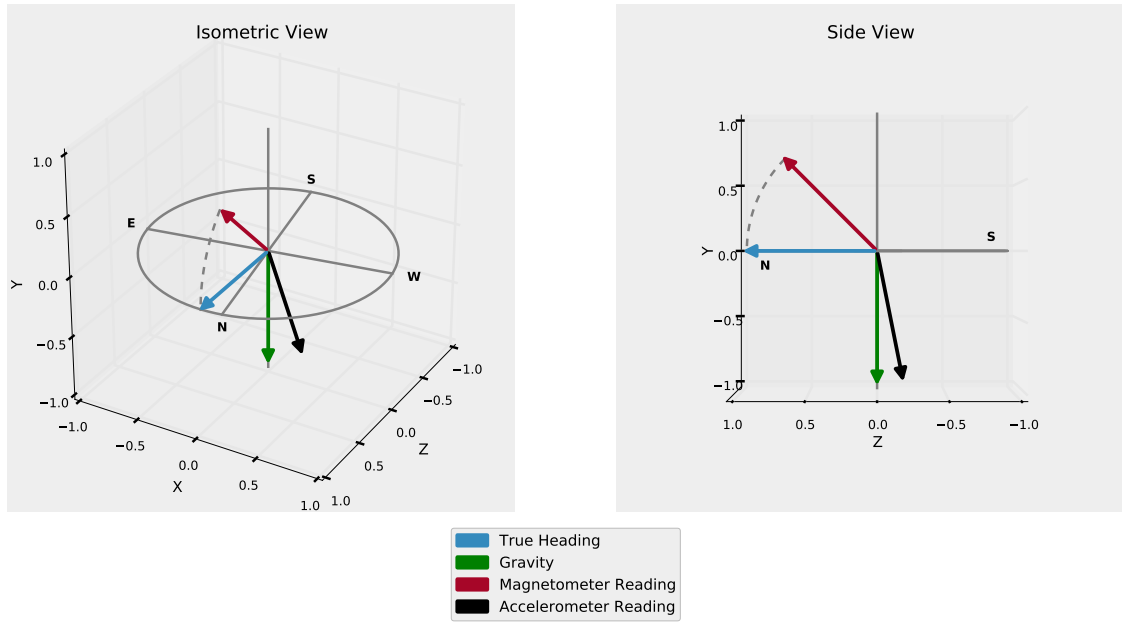 Isometric View
S
E
W
N
1.0
0.5
0.0
−0.5
−1.0
Y
−1.0
−0.5
0.0
0.5
1.0
X
−1.0
−0.5
0.0
0.5
1.0
Z
Side View
1.0
0.5
0.0
−0.5
−1.0
Y
S
N
1.0
0.5
0.0
−0.5
−1.0
Z
True Heading
Gravity
Magnetometer Reading
Accelerometer Reading